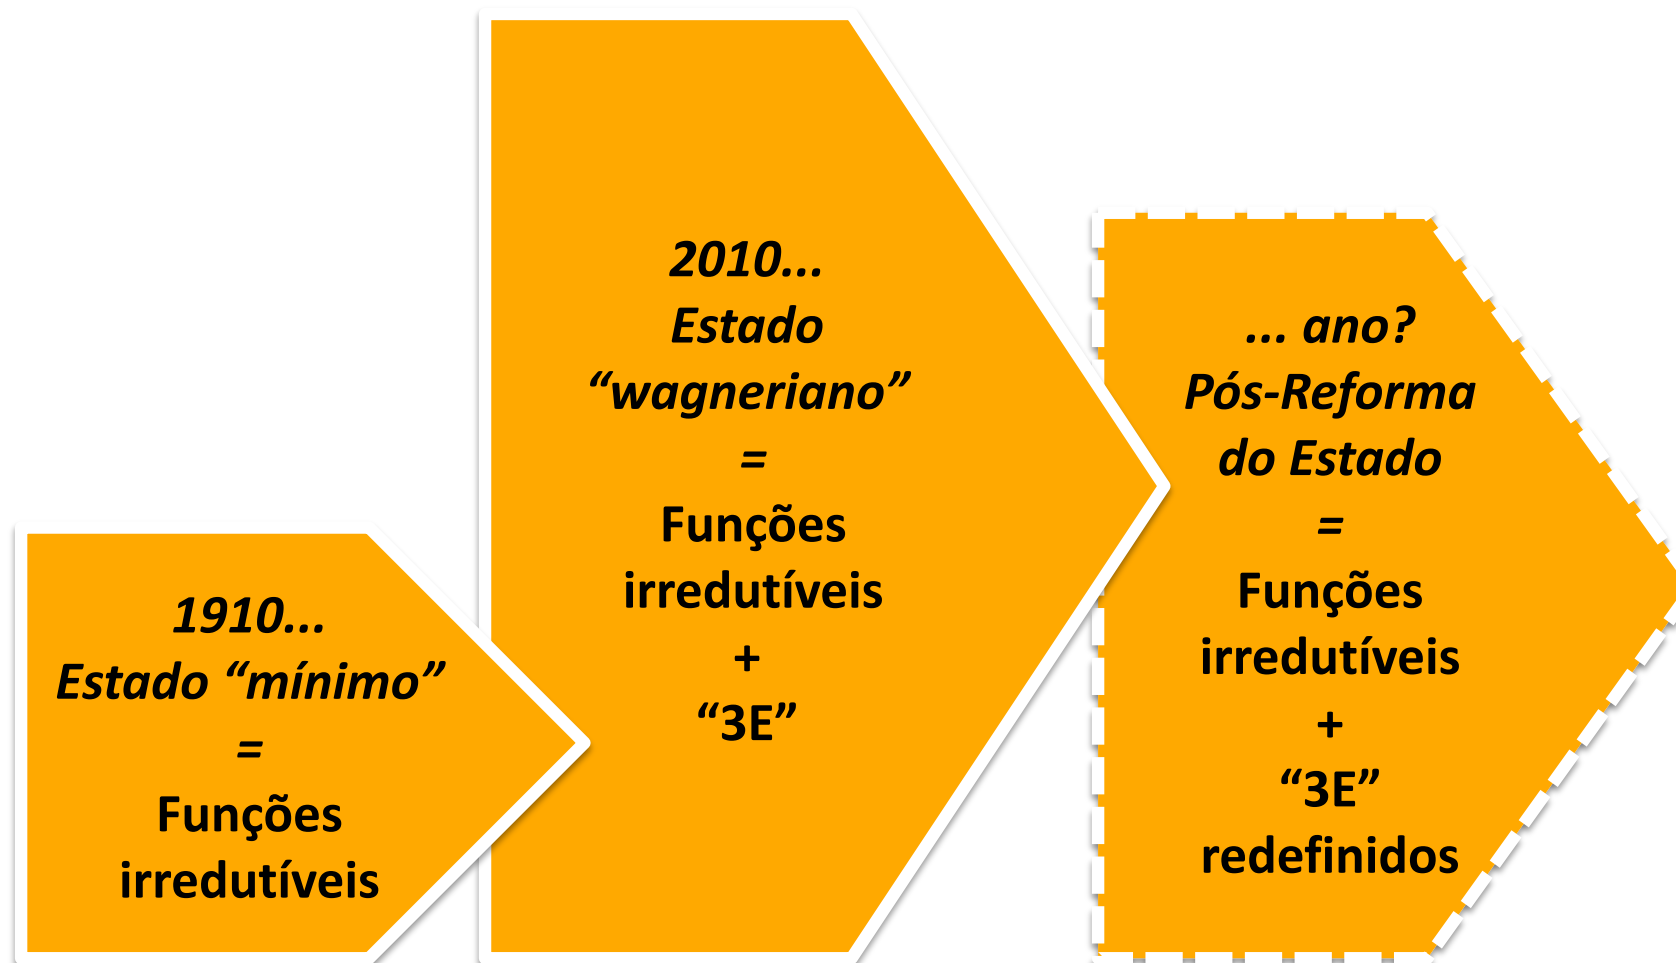 1910...
Estado “mínimo”
=
Funções
irredutíveis
2010...
Estado
“wagneriano”
=
Funções
irredutíveis
+
“3E”
... ano?
Pós-Reforma
do Estado
=
Funções
irredutíveis
+
“3E”
redefinidos